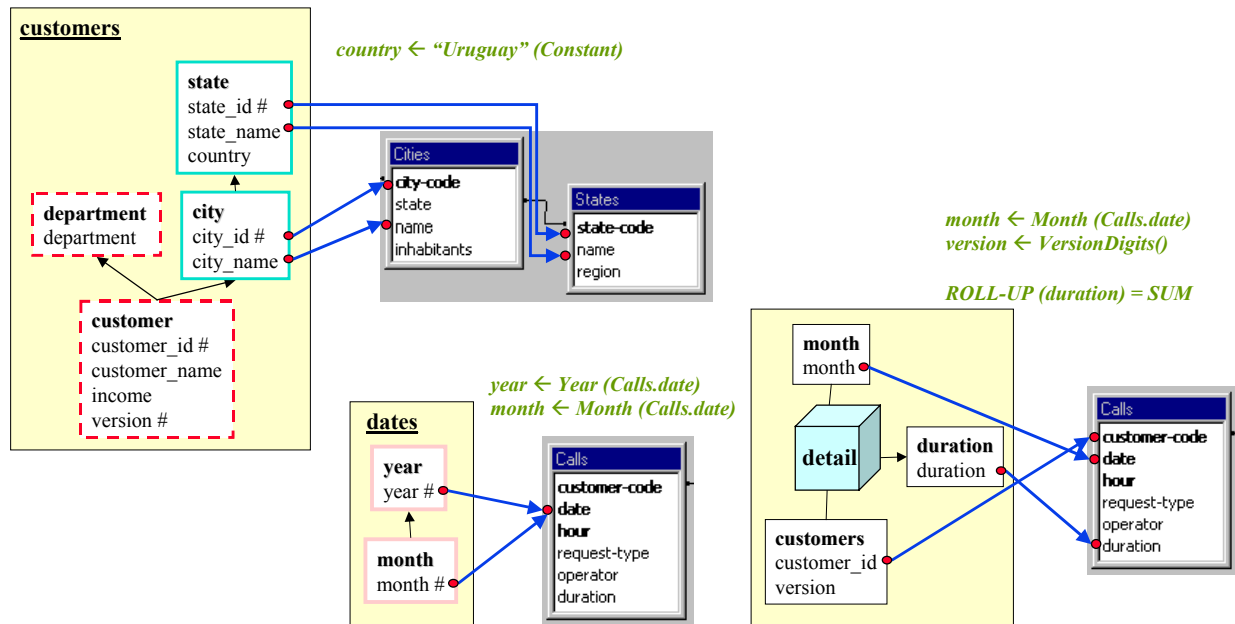 customers
country ← “Uruguay” (Constant)
state
state_id #
state_name
country
department
department
city
city_id #
city_name
customer
customer_id #
customer_name
income
version #
Cities
city-code
state
name
inhabitants
States
state-code
name
region
year ← Year (Calls.date)
month ← Month (Calls.date)
dates
year
year #
month
month #
Calls
customer-code
date
hour
request-type
operator
duration
month ← Month (Calls.date)
version ← VersionDigits()
ROLL-UP (duration) = SUM
month
month
detail
duration
duration
customers
customer_id
version
Calls
customer-code
date
hour
request-type
operator
duration